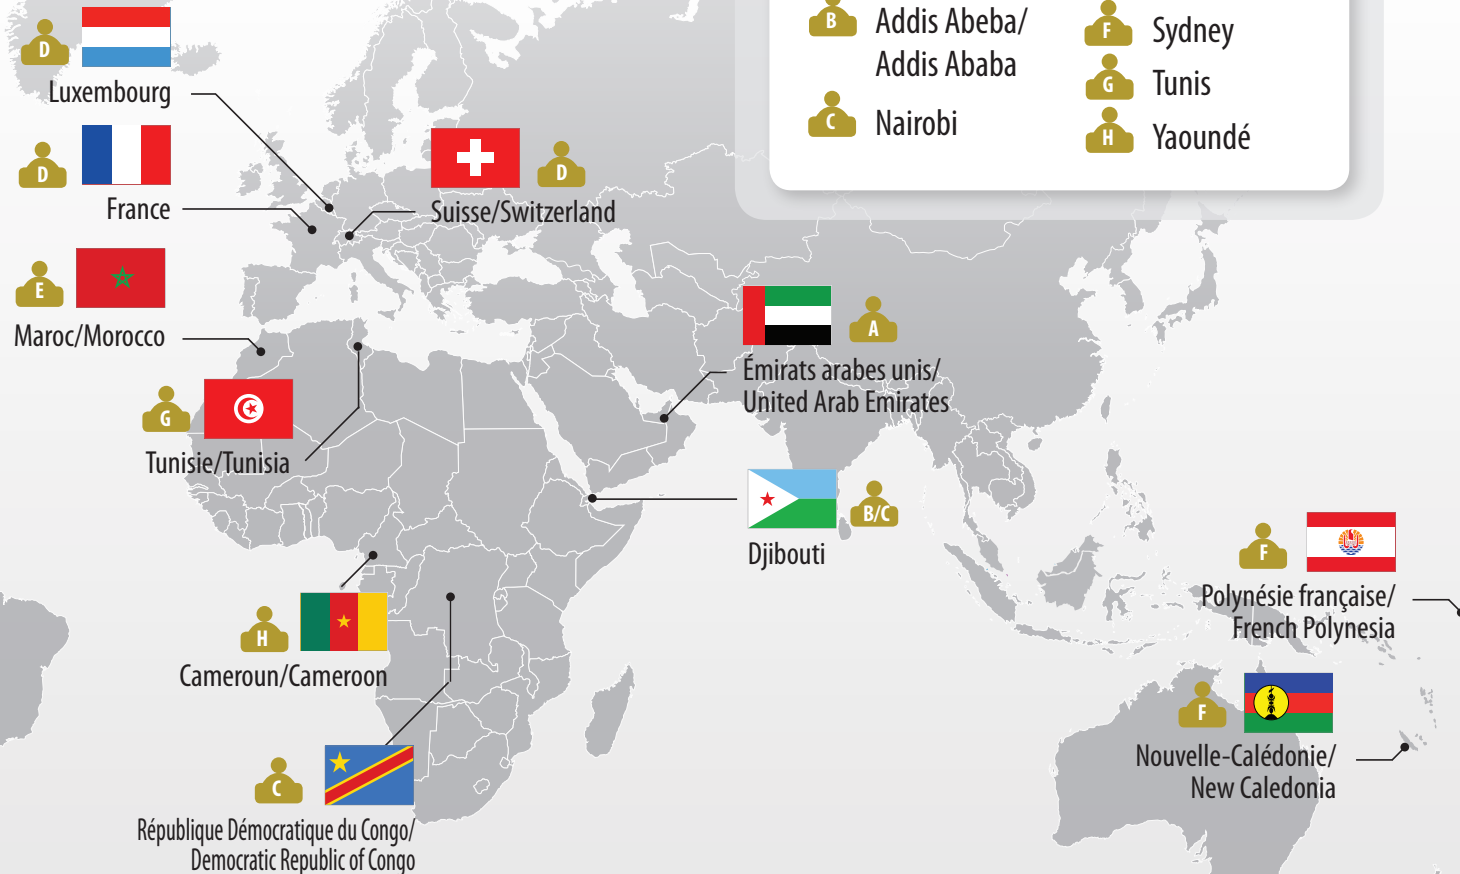 B
Addis Abeba/
Addis Ababa
C
Nairobi
F
Sydney
G
Tunis
H
Yaoundé
D
Luxembourg
D
France
D
Suisse/Switzerland
E
Maroc/Morocco
A
Émirats arabes unis/
United Arab Emirates
G
Tunisie/Tunisia
B/C
Djibouti
F
Polynésie française/
French Polynesia
H
Cameroun/Cameroon
F
Nouvelle-Calédonie/
New Caledonia
C
République Démocratique du Congo/
Democratic Republic of Congo